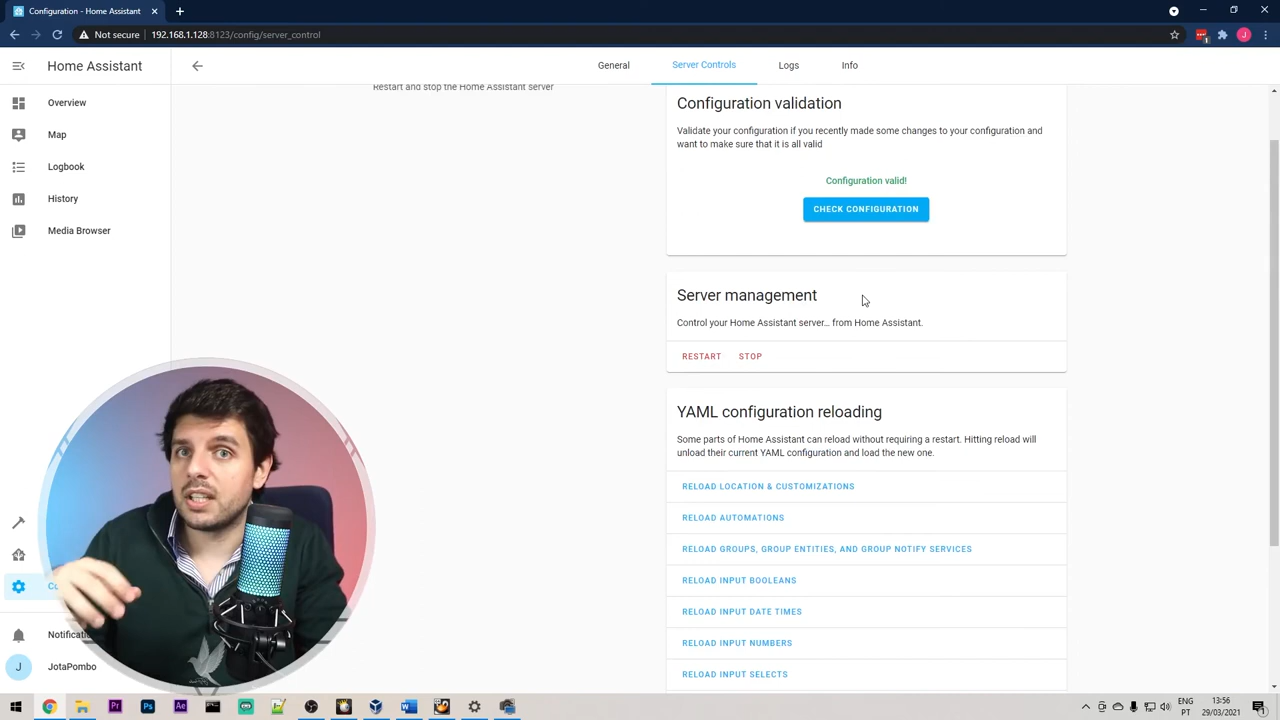 Configuration - Home Assistant
Not secure
192.168.1.128:8123/config/server_control
J
Home Assistant
General
Server Controls
Logs
Info
Overview
Map
Logbook
History
Media Browser
Notificati
J
JotaPombo
Restart and stop the Home Assistant server
Configuration validation
Validate your configuration if you recently made some changes to your configuration and
want to make sure that it is all valid
Configuration valid!
CHECK CONFIGURATION
Server management
Control your Home Assistant server... from Home Assistant.
RESTART
STOP
YAML configuration reloading
Some parts of Home Assistant can reload without requiring a restart. Hitting reload will
unload their current YAML configuration and load the new one.
RELOAD LOCATION & CUSTOMIZATIONS
RELOAD AUTOMATIONS
RELOAD GROUPS, GROUP ENTITIES, AND GROUP NOTIFY SERVICES
RELOAD INPUT BOOLEANS
RELOAD INPUT DATE TIMES
RELOAD INPUT NUMBERS
RELOAD INPUT SELECTS
Pr
Ps
Ae
ENG
PT
13:56
29/03/2021